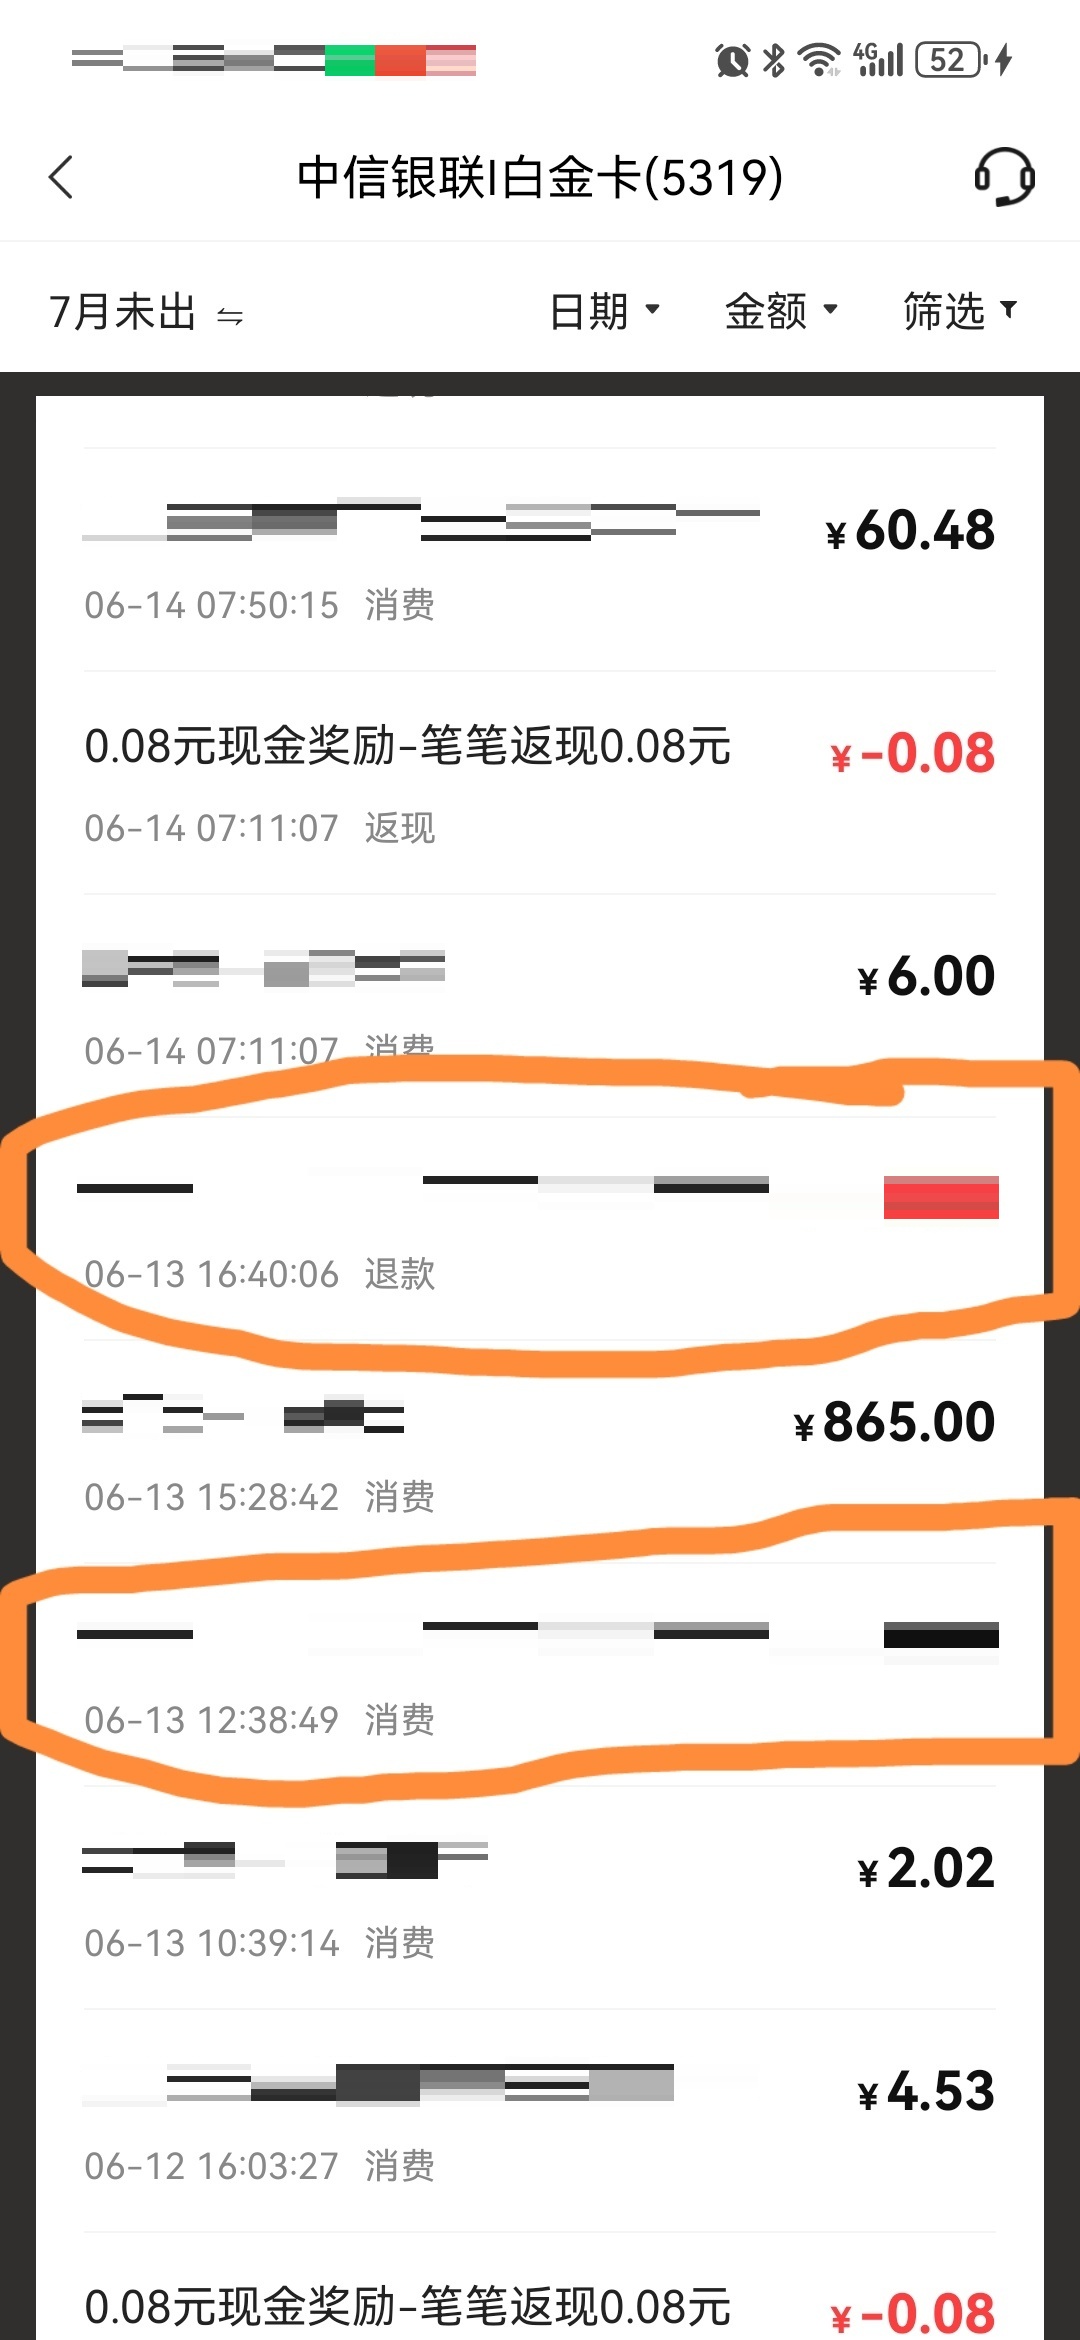 4G 52
中信银联I白金卡(5319)
7月未出 日期 金额 筛选
¥60.48
06-14 07:50:15 消费
0.08元现金奖励-笔笔返现0.08元 ¥-0.08
06-14 07:11:07 返现
¥6.00
06-14 07:11:07 消费
06-13 16:40:06 退款
¥865.00
06-13 15:28:42 消费
06-13 12:38:49 消费
¥2.02
06-13 10:39:14 消费
¥4.53
06-12 16:03:27 消费
0.08元现金奖励-笔笔返现0.08元 ¥-0.08